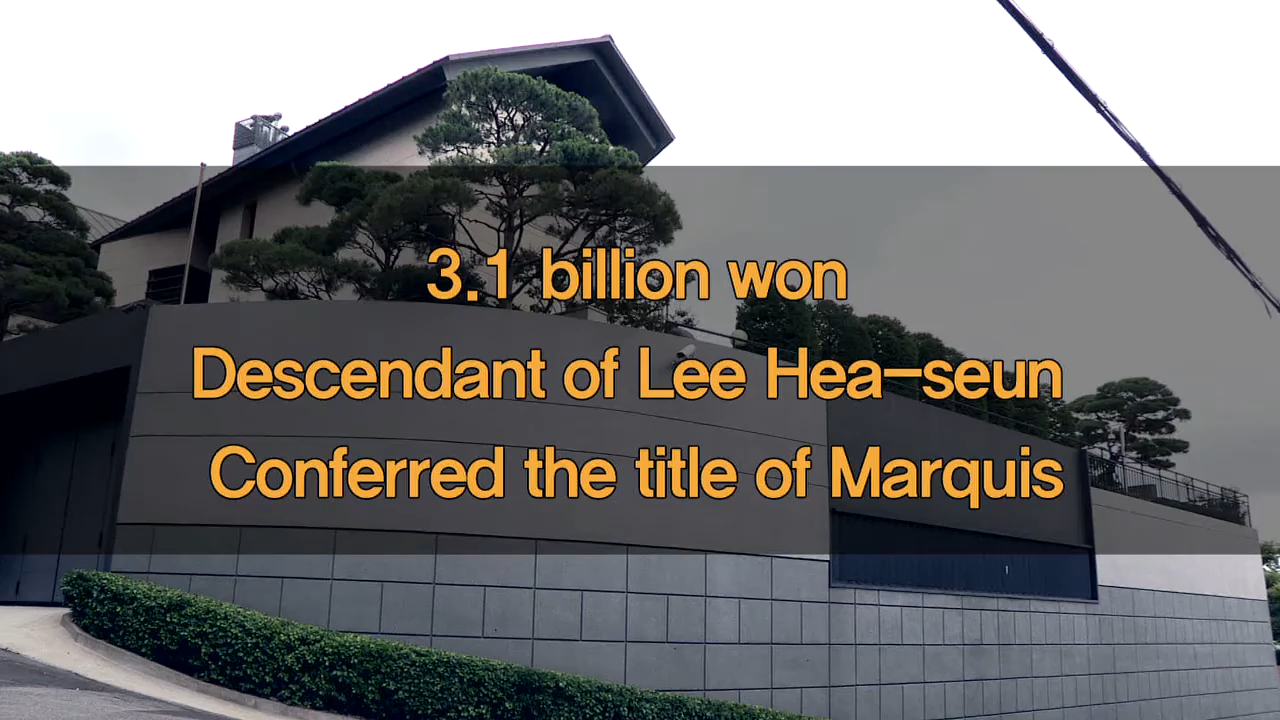 3.1 billion won
Descendant of Lee Hea-seun
Conferred the title of Marquis